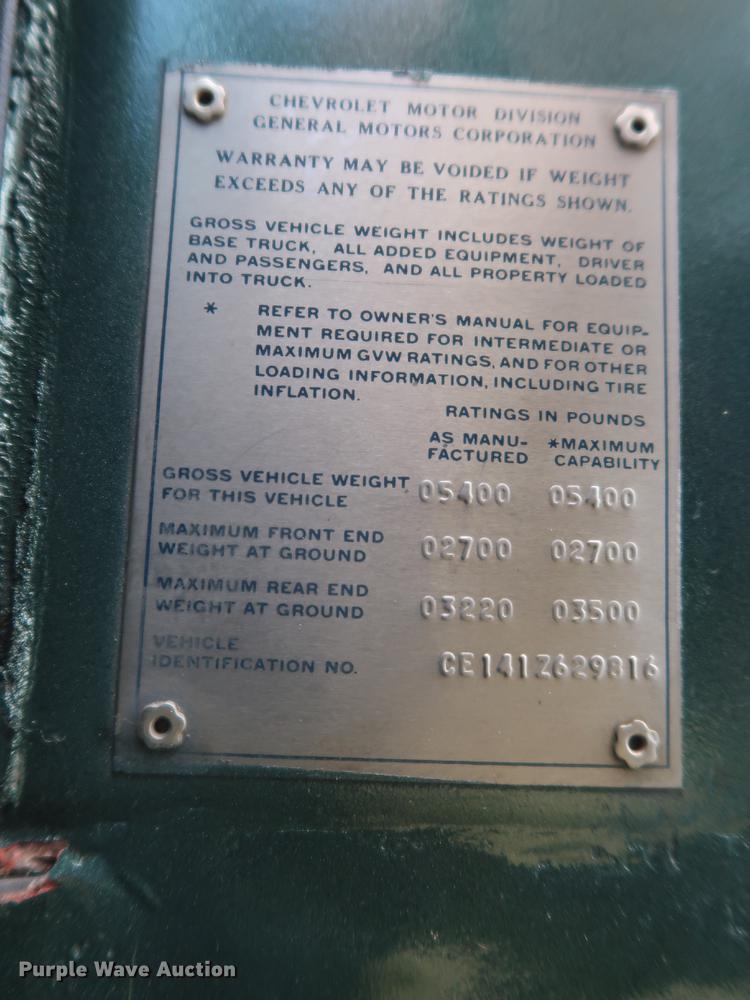 CHEVROLET MOTOR DIVISION
GENERAL MOTORS CORPORATION
WARRANTY MAY BE VOIDED IF WEIGHT
EXCEEDS ANY OF THE RATINGS SHOWN.
GROSS VEHICLE WEIGHT INCLUDES WEIGHT OF
BASE TRUCK, ALL ADDED EQUIPMENT, DRIVER
AND PASSENGERS, AND ALL PROPERTY LOADED
INTO TRUCK.
* REFER TO OWNER'S MANUAL FOR EQUIP-
MENT REQUIRED FOR INTERMEDIATE OR
MAXIMUM GVW RATINGS, AND FOR OTHER
LOADING INFORMATION, INCLUDING TIRE
INFLATION.
RATINGS IN POUNDS
AS MANU- *MAXIMUM
FACTURED CAPABILITY
GROSS VEHICLE WEIGHT
FOR THIS VEHICLE 05400 05400
MAXIMUM FRONT END
WEIGHT AT GROUND 02700 02700
MAXIMUM REAR END
WEIGHT AT GROUND 03220 03500
VEHICLE
IDENTIFICATION NO. CE141Z629816
Purple Wave Auction